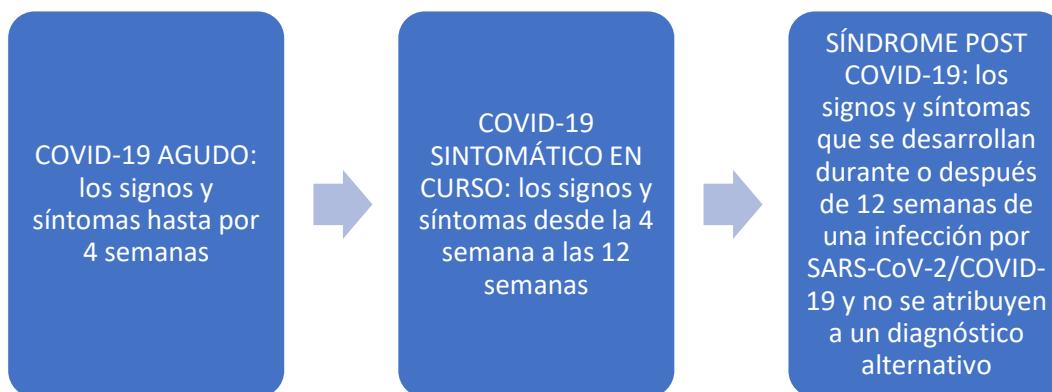 COVID-19 AGUDO:
los signos y
síntomas hasta por
4 semanas
COVID-19
SINTOMÁTICO EN
CURSO: los signos y
síntomas desde la 4
semana a las 12
semanas
SÍNDROME POST
COVID-19: los
signos y síntomas
que se desarrollan
durante o después
de 12 semanas de
una infección por
SARS-CoV-2/COVID-
19 y no se atribuyen
a un diagnóstico
alternativo